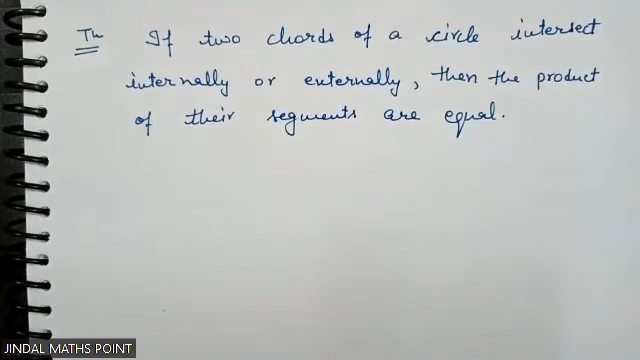 Th If two chords of a circle intersect
internally or externally, then the product
of their segments are equal.
JINDAL MATHS POINT